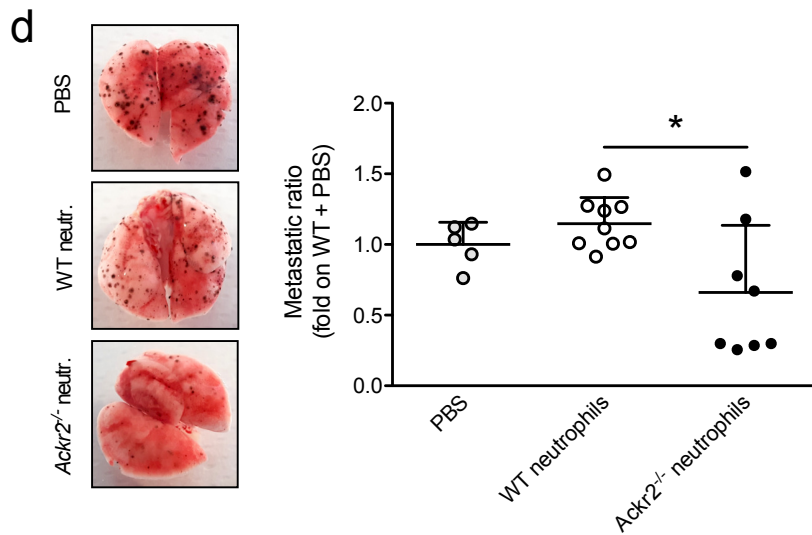 d
PBS
WT neutr.
Ackr2-/- neutr.
Metastatic ratio
(fold on WT + PBS)
2.0
1.5
1.0
0.5
0.0
*
PBS
WT neutrophils
Ackr2-/- neutrophils